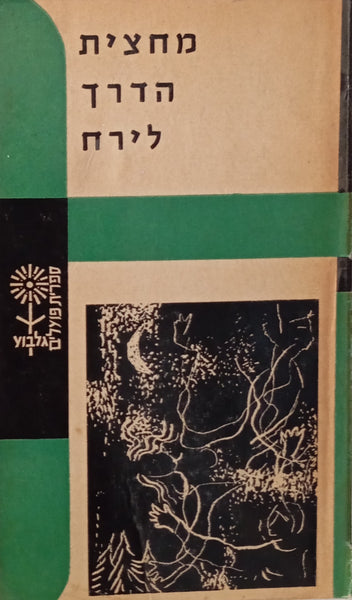 מחצית
הדרך
לירח
ספרית פועלים
גלבוע